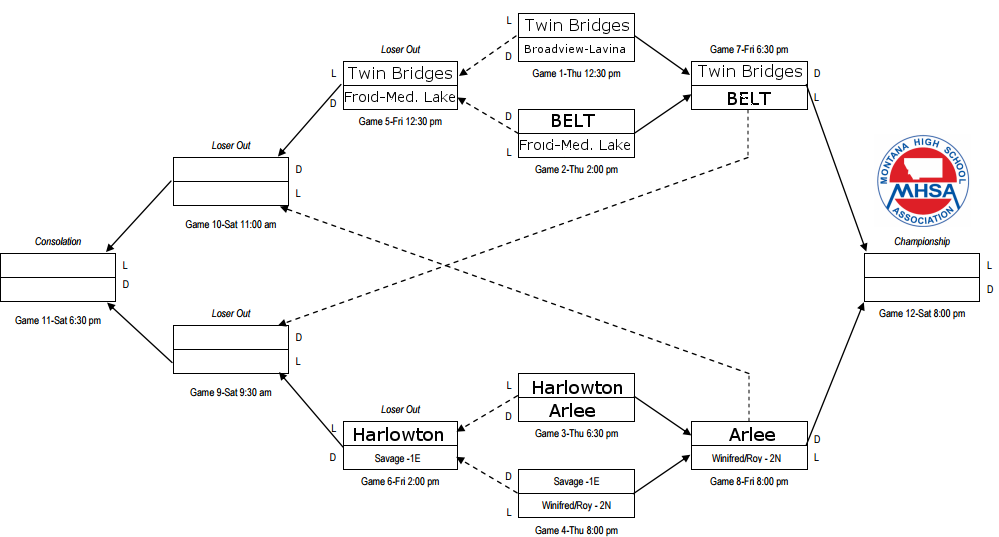 L
Twin Bridges
D
Broadview-Lavina
Game 1-Thu 12:30 pm
Loser Out
L
Twin Bridges
D
Froid-Med. Lake
Game 5-Fri 12:30 pm
Game 7-Fri 6:30 pm
Twin Bridges
D
BELT
L
D
BELT
L
Froid-Med. Lake
Game 2-Thu 2:00 pm
Loser Out
D
L
Game 10-Sat 11:00 am
MONTANA HIGH SCHOOL
MHSA
ASSOCIATION
Consolation
L
D
Game 11-Sat 6:30 pm
Championship
L
D
Game 12-Sat 8:00 pm
Loser Out
D
L
Game 9-Sat 9:30 am
L
Harlowton
D
Arlee
Game 3-Thu 6:30 pm
Loser Out
L
Harlowton
D
Savage -1E
Game 6-Fri 2:00 pm
Arlee
D
Winifred/Roy - 2N
L
Game 8-Fri 8:00 pm
D
Savage -1E
L
Winifred/Roy - 2N
Game 4-Thu 8:00 pm